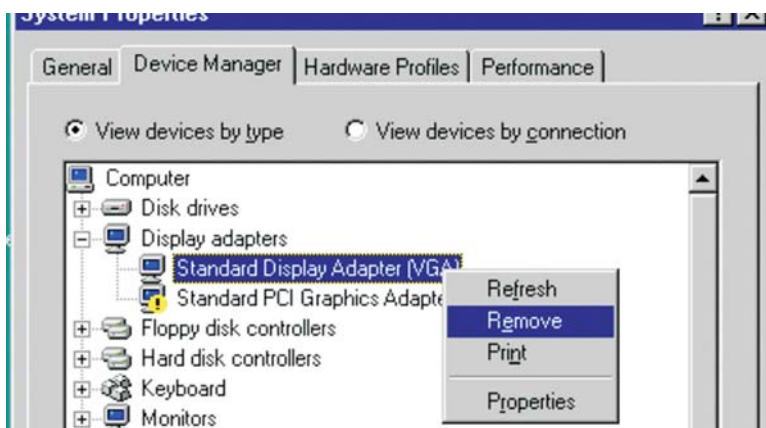 System Properties
General Device Manager Hardware Profiles Performance
View devices by type View devices by connection
Computer
Disk drives
Display adapters
Standard Display Adapter (VGA)
Standard PCI Graphics Adapte
Floppy disk controllers
Hard disk controllers
Keyboard
Monitors
Refresh
Remove
Print
Properties